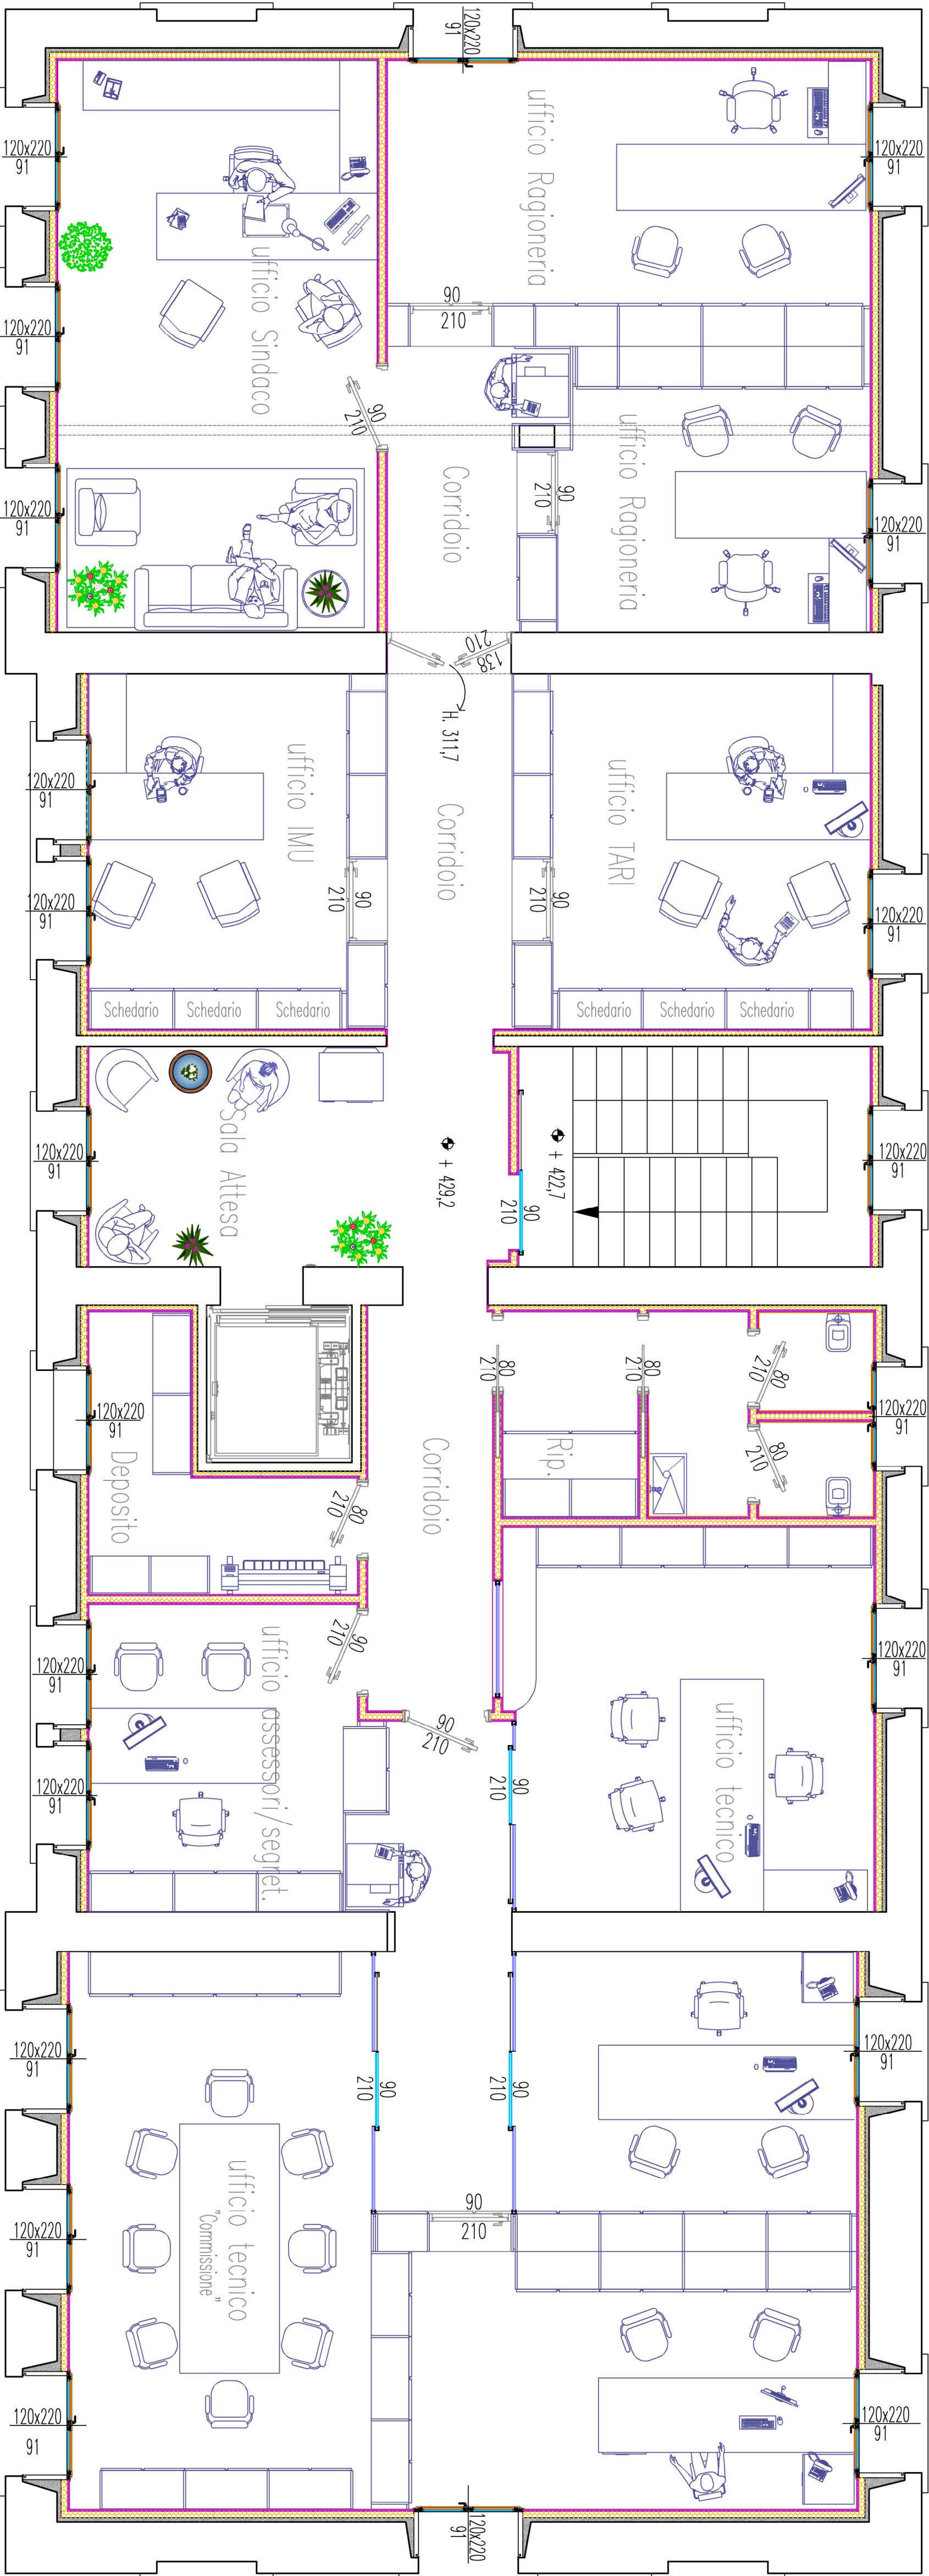 120x220
91
120x220
91
120x220
91
ufficio Ragioneria
ufficio Sindaco
120x220
91
90
210
90
210
ufficio Ragioneria
Corridoio
120x220
91
120x220
91
90
210
138
210
H. 311,7
ufficio IMU
ufficio TARI
Corridoio
120x220
91
120x220
91
120x220
91
90
210
90
210
Schedario
Schedario
Schedario
Schedario
Schedario
Schedario
Sala Attesa
+ 429,2
+ 422,7
120x220
91
120x220
91
90
210
80
210
80
210
80
210
80
210
120x220
91
120x220
91
Deposito
Corridoio
Rip.
80
210
90
210
120x220
91
120x220
91
ufficio assessori/segret.
ufficio tecnico
90
210
90
210
120x220
91
120x220
91
120x220
91
90
210
90
210
ufficio tecnico
"Commissione"
90
210
120x220
91
120x220
91
120x220
91
120x220
91